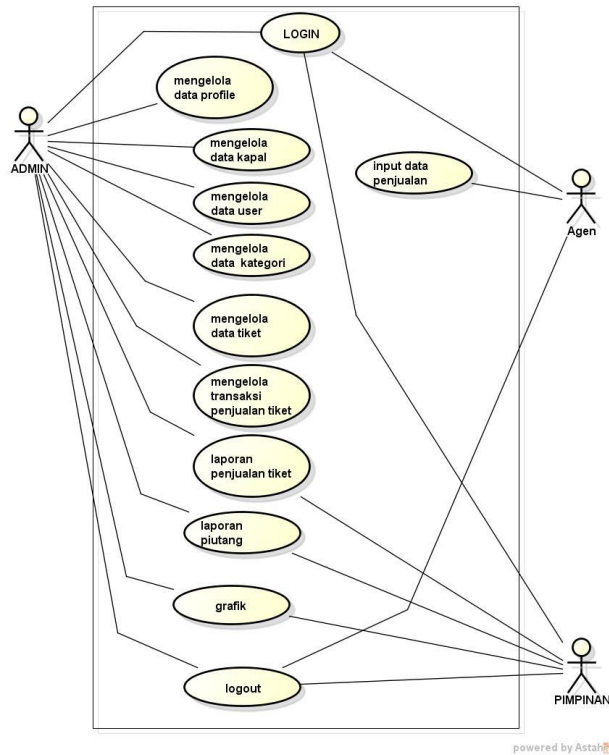 LOGIN
mengelola
data profile
ADMIN
mengelola
data kapal
input data
penjualan
mengelola
data user
Agen
mengelola
data kategori
mengelola
data tiket
mengelola
transaksi
penjualan tiket
laporan
penjualan tiket
laporan
piutang
grafik
logout
PIMPINAN
powered by Astah